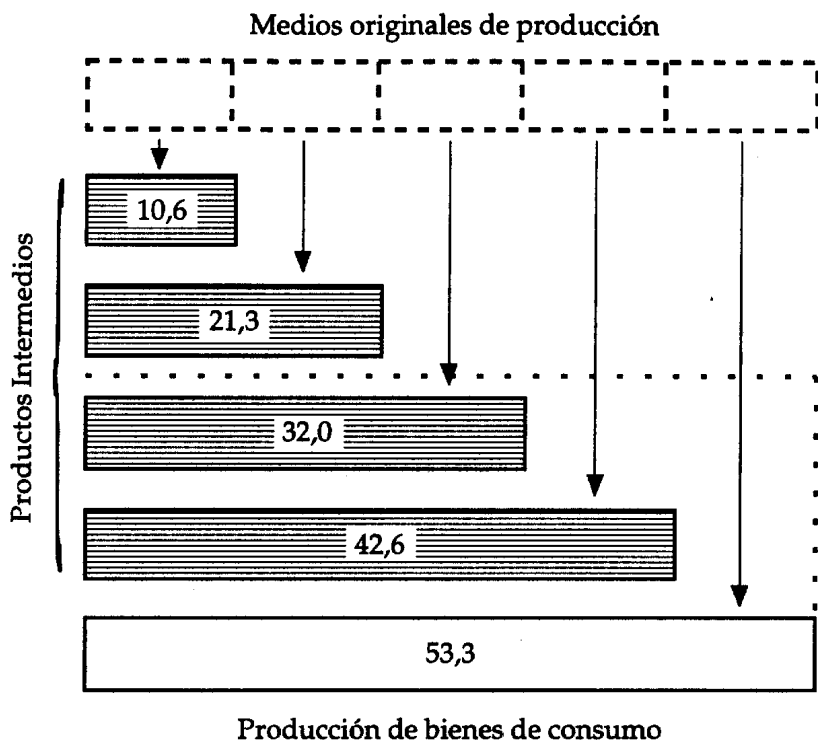 Medios originales de producción
Productos Intermedios
10,6
21,3
32,0
42,6
53,3
Producción de bienes de consumo